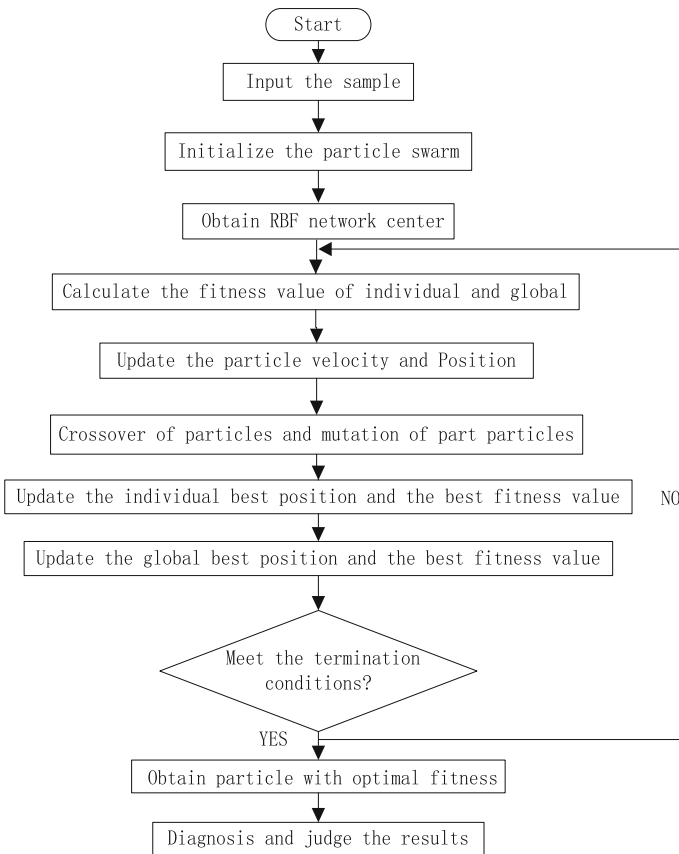 Start
Input the sample
Initialize the particle swarm
Obtain RBF network center
Calculate the fitness value of individual and global
Update the particle velocity and Position
Crossover of particles and mutation of part particles
Update the individual best position and the best fitness value
NO
Update the global best position and the best fitness value
Meet the termination
conditions?
YES
Obtain particle with optimal fitness
Diagnosis and judge the results